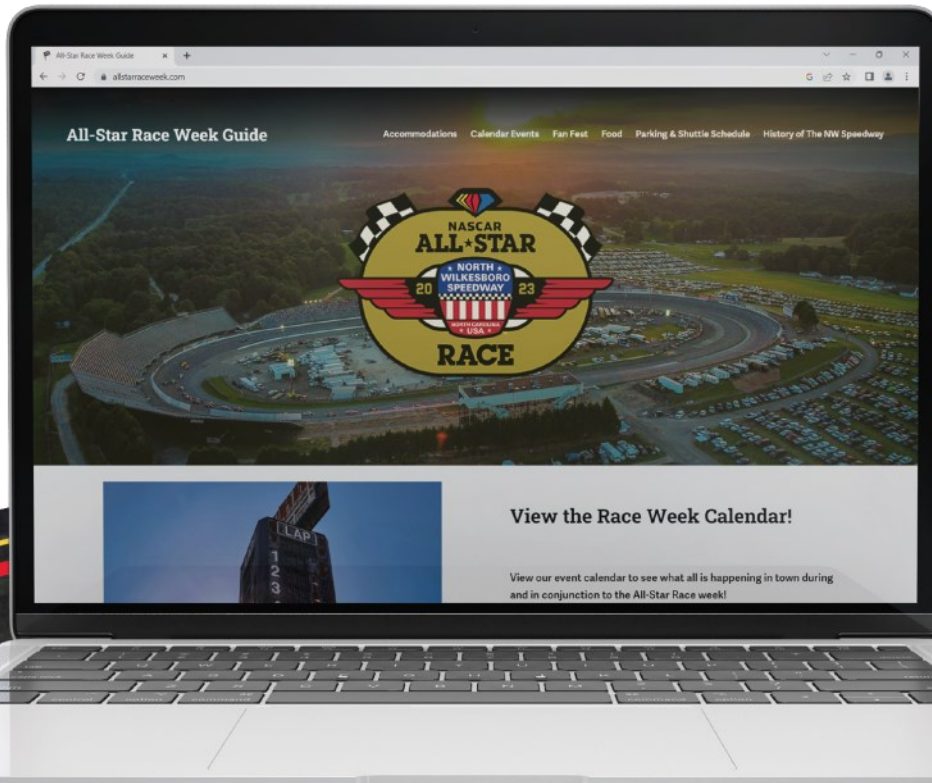 All-Star Race Week Guide
allstarraceweek.com
All-Star Race Week Guide
Accommodations Calendar Events Fan Fest Food Parking & Shuttle Schedule History of The NW Speedway
NASCAR
ALL★STAR
★ NORTH ★
WILKESBORO
20 SPEEDWAY 23
NORTH CAROLINA
★ USA ★
RACE
LAP
1
2
3
View the Race Week Calendar!
View our event calendar to see what all is happening in town during
and in conjunction to the All-Star Race week!